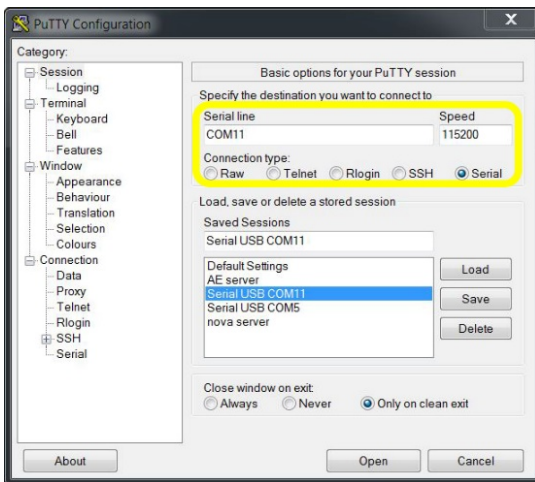 PuTTY Configuration
X
Category:
Session
Logging
Terminal
Keyboard
Bell
Features
Window
Appearance
Behaviour
Translation
Selection
Colours
Connection
Data
Proxy
Telnet
Rlogin
SSH
Serial
Basic options for your PuTTY session
Specify the destination you want to connect to
Serial line Speed
COM11 115200
Connection type:
Raw Telnet Rlogin SSH Serial
Load, save or delete a stored session
Saved Sessions
Serial USB COM11
Default Settings
AE server
Serial USB COM11
Serial USB COM5
nova server
Load
Save
Delete
Close window on exit:
Always Never Only on clean exit
About Open Cancel